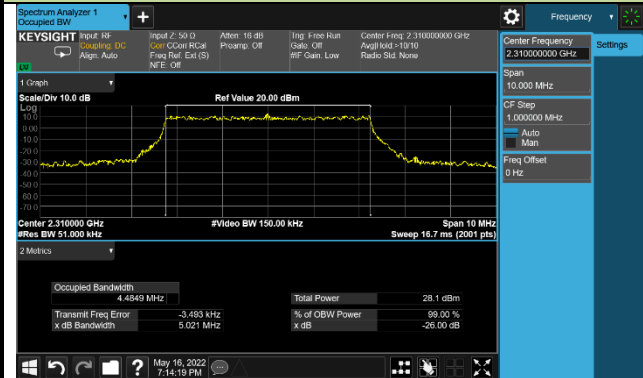 Spectrum Analyzer 1
Occupied BW
Frequency
KEYSIGHT
Input: RF
Coupling: DC
Align: Auto
Input Z: 50 Ω
Corr CCorr RCal
Freq Ref: Ext (S)
NFE: Off
Atten: 16 dB
Preamp: Off
Trig: Free Run
Gate: Off
#IF Gain: Low
Center Freq: 2.310000000 GHz
Avg|Hold:>10/10
Radio Std: None
LXI
Center Frequency
2.310000000 GHz
Settings
Span
10.000 MHz
CF Step
1.000000 MHz
Auto
Man
Freq Offset
0 Hz
1 Graph
Scale/Div 10.0 dB
Ref Value 20.00 dBm
Log
10.0
0.00
-10.0
-20.0
-30.0
-40.0
-50.0
-60.0
-70.0
Center 2.310000 GHz
#Video BW 150.00 kHz
Span 10 MHz
#Res BW 51.000 kHz
Sweep 16.7 ms (2001 pts)
2 Metrics
Occupied Bandwidth
4.4849 MHz
Total Power 28.1 dBm
Transmit Freq Error -3.493 kHz
% of OBW Power 99.00 %
x dB Bandwidth 5.021 MHz
x dB -26.00 dB
May 16, 2022
7:14:19 PM